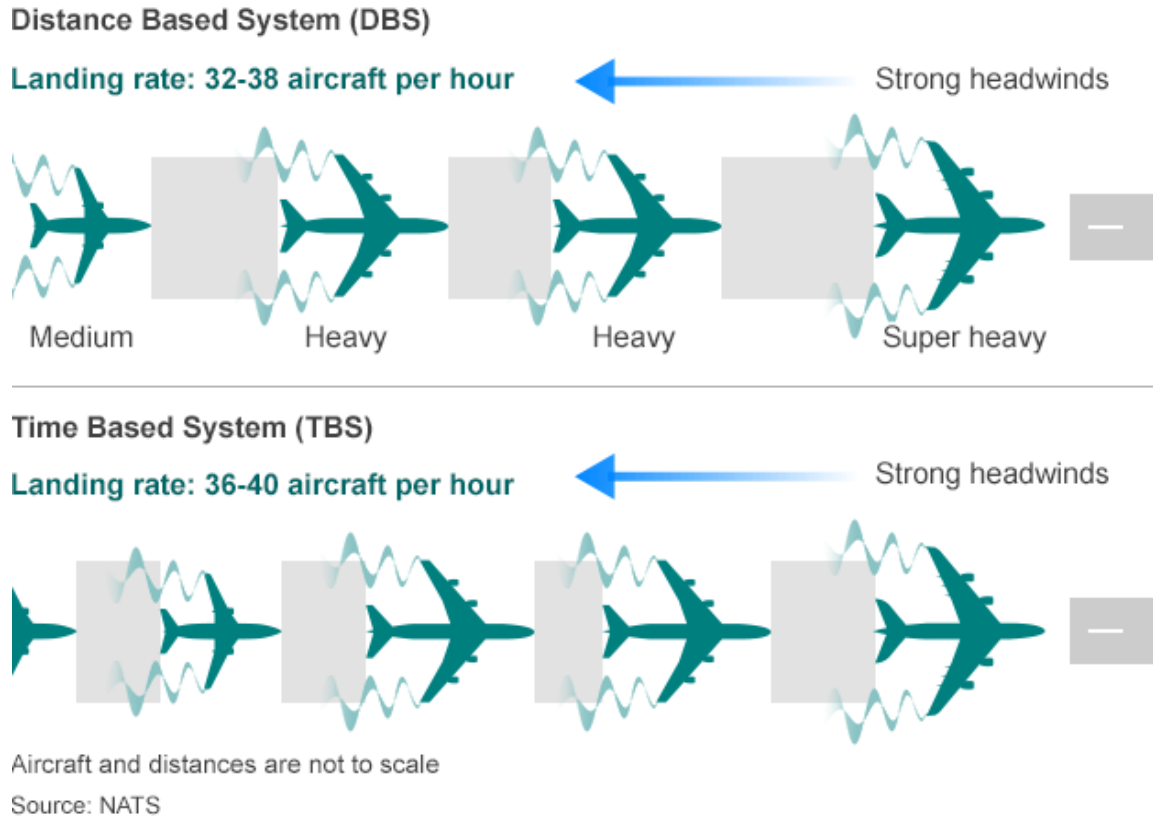 Distance Based System (DBS)
Landing rate: 32-38 aircraft per hour
Strong headwinds
Medium
Heavy
Heavy
Super heavy
Time Based System (TBS)
Landing rate: 36-40 aircraft per hour
Strong headwinds
Aircraft and distances are not to scale
Source: NATS